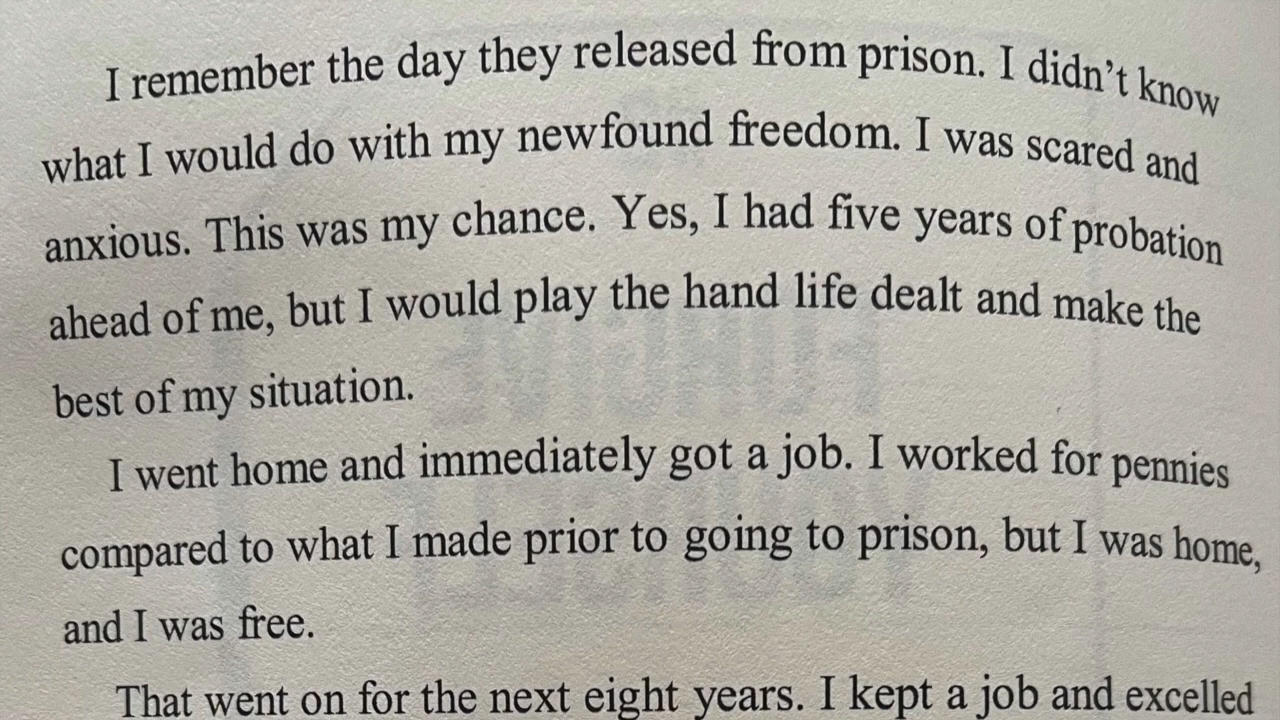 I remember the day they released from prison. I didn't know
what I would do with my newfound freedom. I was scared and
anxious. This was my chance. Yes, I had five years of probation
ahead of me, but I would play the hand life dealt and make the
best of my situation.
I went home and immediately got a job. I worked for pennies
compared to what I made prior to going to prison, but I was home,
and I was free.
That went on for the next eight years. I kept a job and excelled